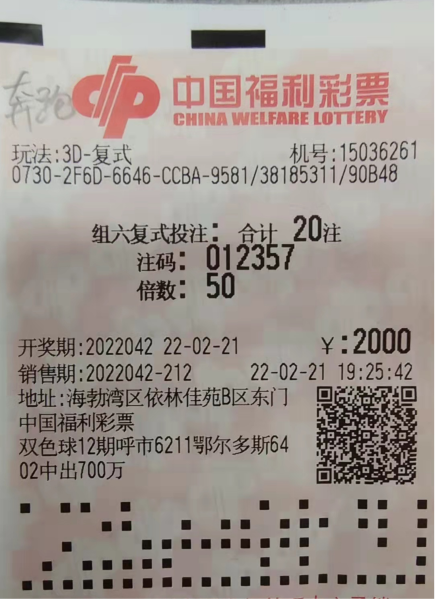 奔跑
中国福利彩票
CHINA WELFARE LOTTERY
玩法:3D-复式 机号:15036261
0730-2F6D-6646-CCBA-9581/38185311/90B48
组六复式投注: 合计 20注
注码: 012357
倍数: 50
开奖期:2022042 22-02-21 ¥:2000
销售期:2022042-212 22-02-21 19:25:42
地址:海勃湾区依林佳苑B区东门
中国福利彩票
双色球12期呼市6211鄂尔多斯64
02中出700万